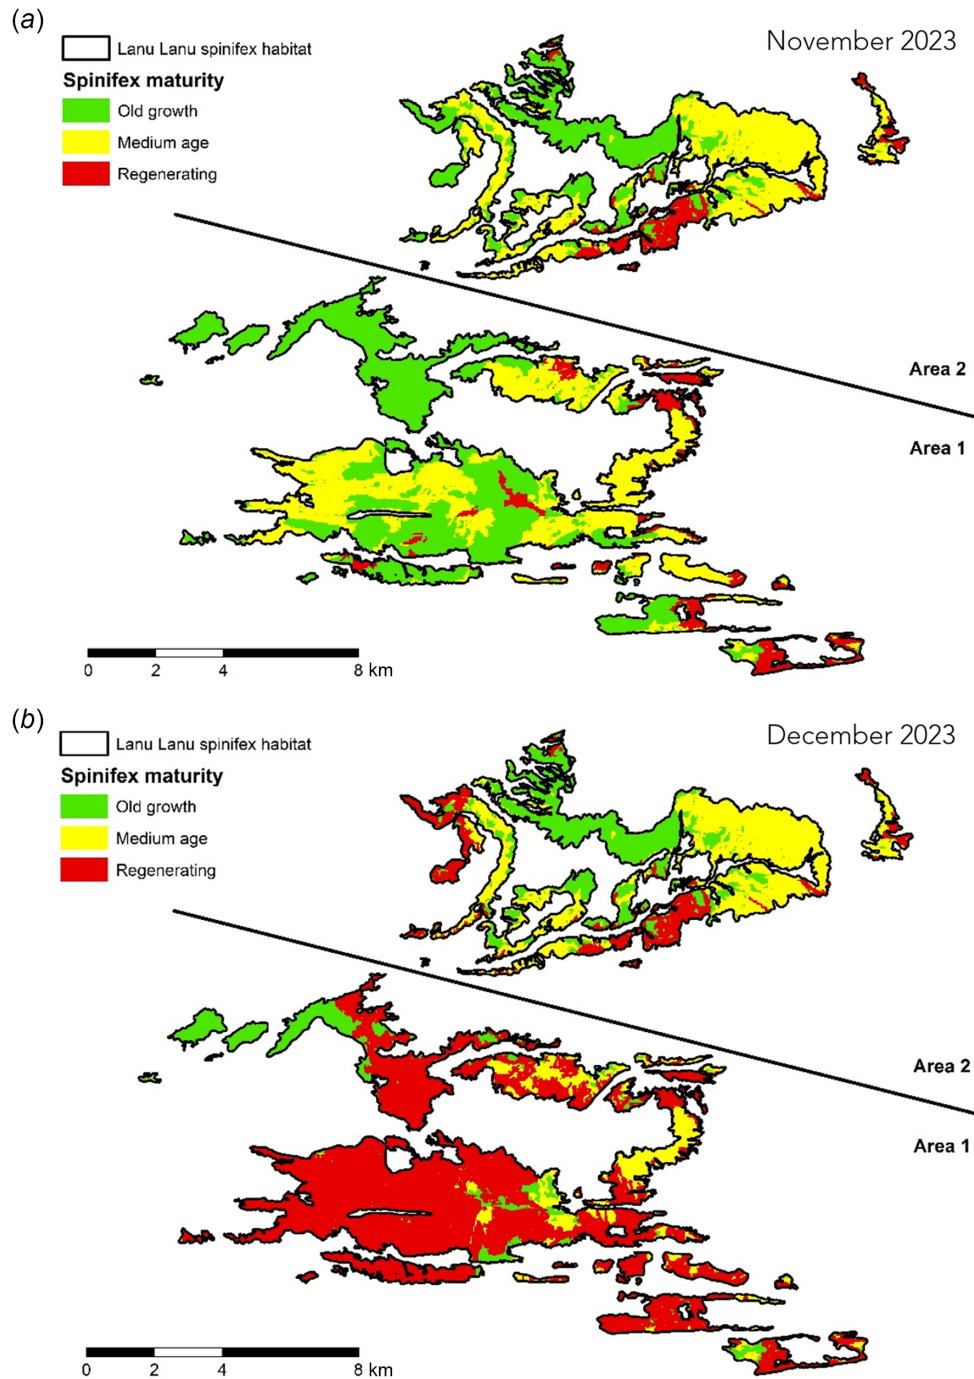 (a)
November 2023
Lanu Lanu spinifex habitat
Spinifex maturity
Old growth
Medium age
Regenerating
Area 2
Area 1
0 2 4 8 km
(b)
December 2023
Lanu Lanu spinifex habitat
Spinifex maturity
Old growth
Medium age
Regenerating
Area 2
Area 1
0 2 4 8 km